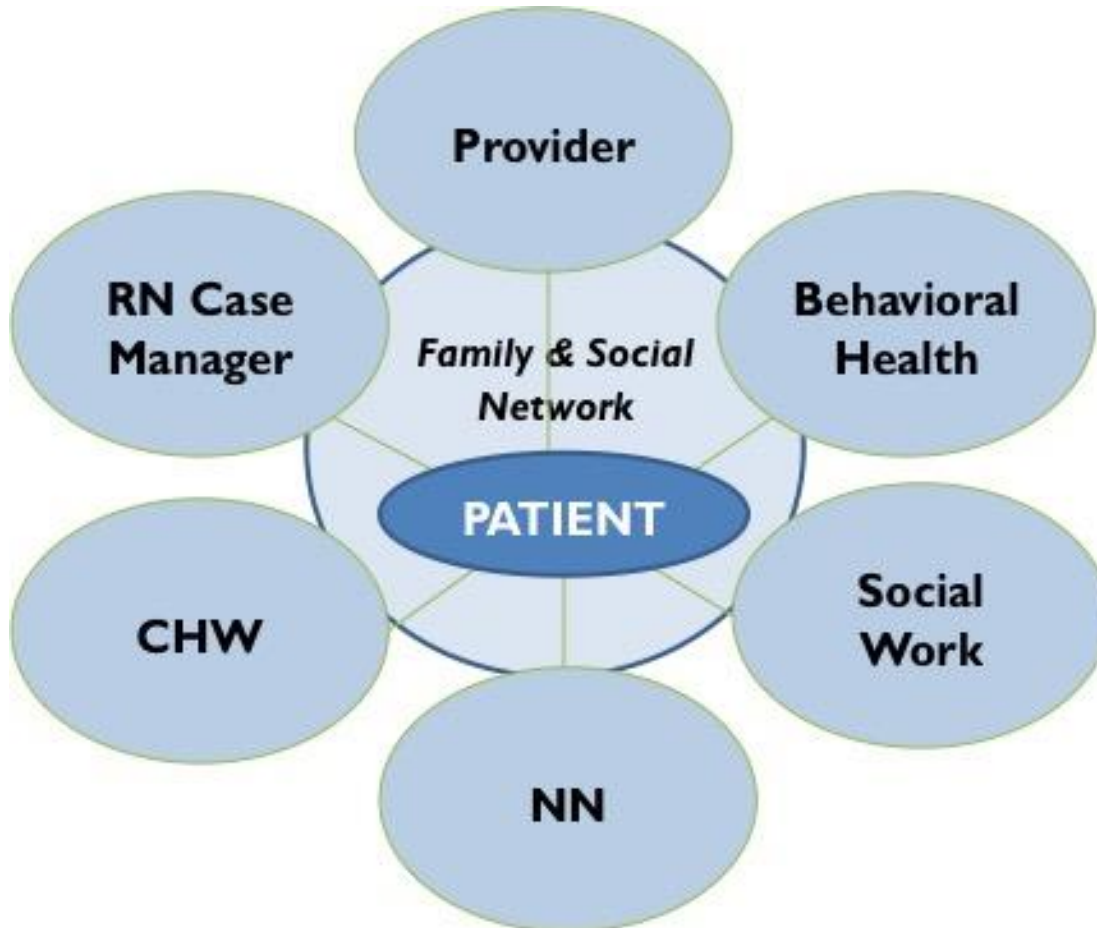 Provider
RN Case
Manager
Behavioral
Health
Family & Social
Network
PATIENT
CHW
Social
Work
NN